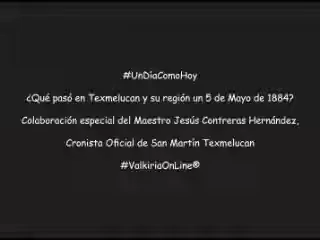 #UnDíaComoHoy
¿Qué pasó en Texmelucan y su región un 5 de Mayo de 1884?
Colaboración especial del Maestro Jesús Contreras Hernández,
Cronista Oficial de San Martín Texmelucan
#ValkiriaOnLine®